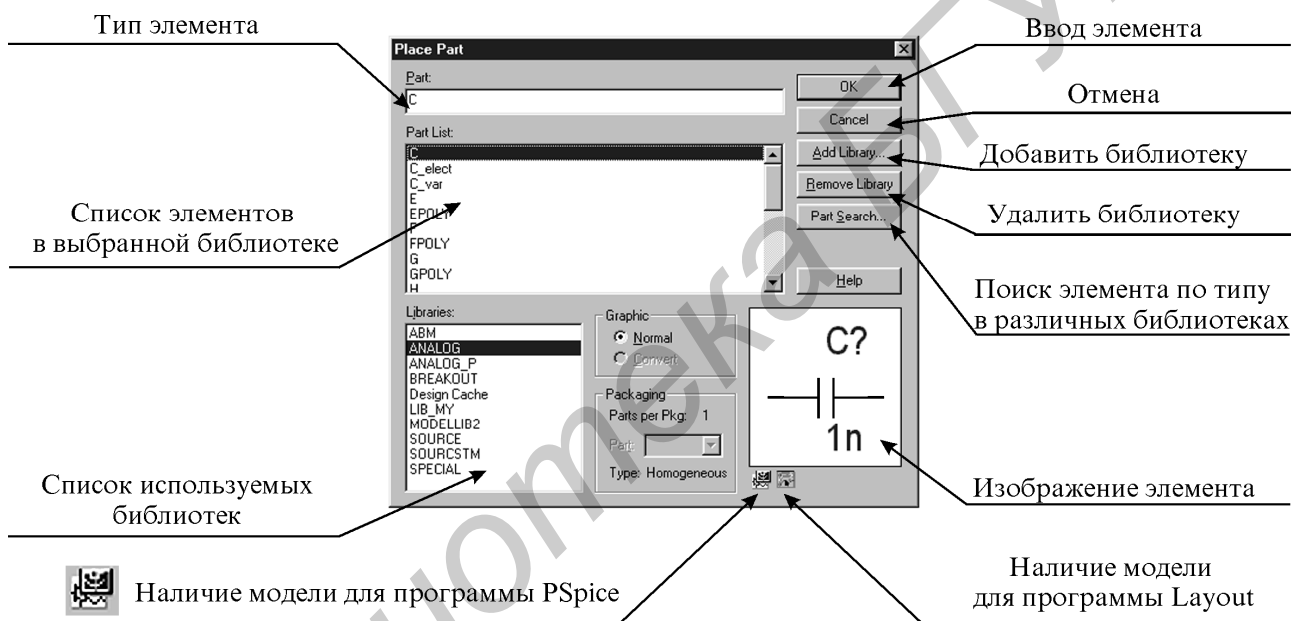 Тип элемента
Ввод элемента
Place Part
Part:
C
OK
Отмена
Cancel
Part List:
Add Library...
Добавить библиотеку
C
C_elect
C_var
E
EPOLY
F
FPOLY
G
GPOLY
H
Remove Library
Удалить библиотеку
Part Search...
Список элементов
в выбранной библиотеке
Help
Поиск элемента по типу
в различных библиотеках
Libraries:
ABM
ANALOG
ANALOG_P
BREAKOUT
Design Cache
LIB_MY
MODELLIB2
SOURCE
SOURCSTM
SPECIAL
Graphic
Normal
Convert
Packaging
Parts per Pkg: 1
Part:
Type: Homogeneous
C?
1n
Список используемых
библиотек
Изображение элемента
Наличие модели для программы PSpice
Наличие модели
для программы Layout